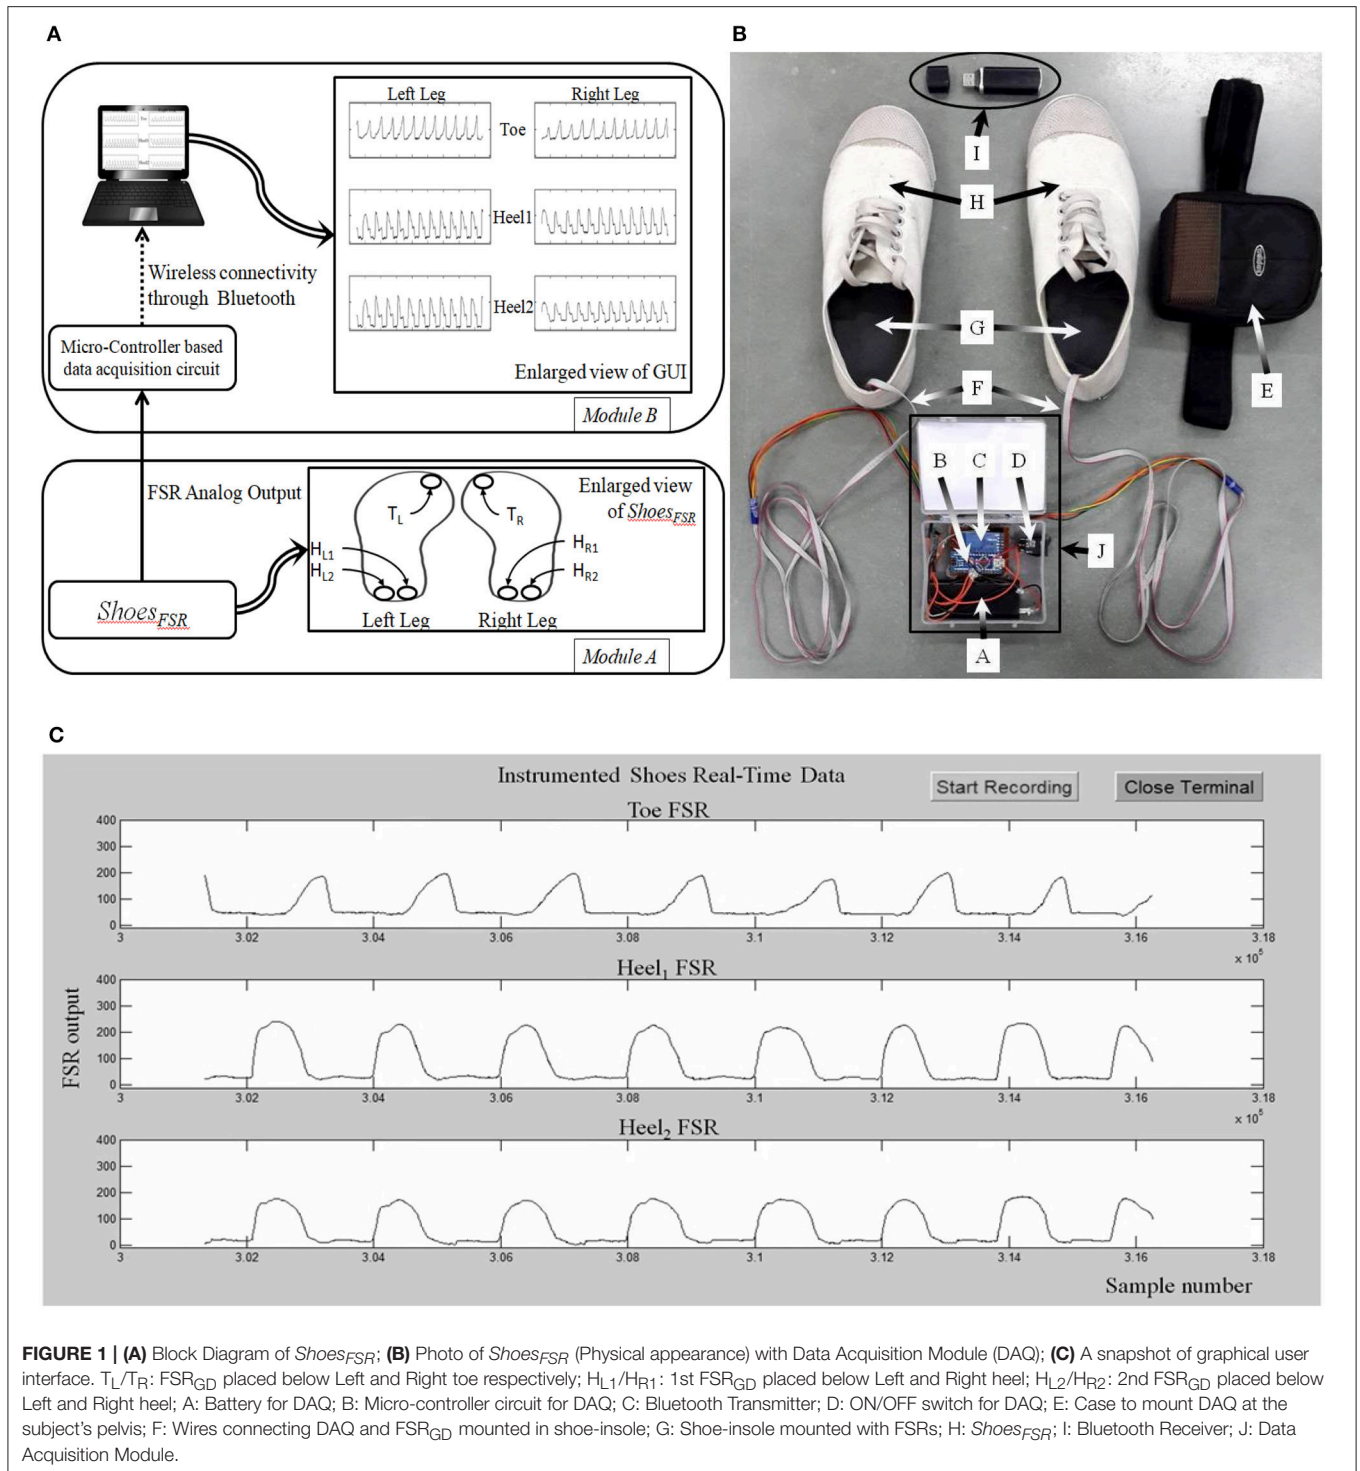 A
Left Leg
Right Leg
Toe
Heel1
Heel2
Toe
Heel1
Heel2
Wireless connectivity
through Bluetooth
Micro-Controller based
data acquisition circuit
Enlarged view of GUI
Module B
FSR Analog Output
Enlarged view
of ShoesFSR
TL
TR
HL1
HL2
HR1
HR2
ShoesFSR
Left Leg
Right Leg
Module A
B
I
H
G
F
E
B
C
D
J
A
C
Instrumented Shoes Real-Time Data
Start Recording
Close Terminal
Toe FSR
400
300
200
100
0
3
3.02
3.04
3.06
3.08
3.1
3.12
3.14
3.16
3.18
x 10^5
Heel1 FSR
400
300
200
100
0
3
3.02
3.04
3.06
3.08
3.1
3.12
3.14
3.16
3.18
x 10^5
Heel2 FSR
400
300
200
100
0
3
3.02
3.04
3.06
3.08
3.1
3.12
3.14
3.16
3.18
FSR output
Sample number
FIGURE 1 | (A) Block Diagram of ShoesFSR; (B) Photo of ShoesFSR (Physical appearance) with Data Acquisition Module (DAQ); (C) A snapshot of graphical user
interface. TL/TR: FSRGD placed below Left and Right toe respectively; HL1/HR1: 1st FSRGD placed below Left and Right heel; HL2/HR2: 2nd FSRGD placed below
Left and Right heel; A: Battery for DAQ; B: Micro-controller circuit for DAQ; C: Bluetooth Transmitter; D: ON/OFF switch for DAQ; E: Case to mount DAQ at the
subject's pelvis; F: Wires connecting DAQ and FSRGD mounted in shoe-insole; G: Shoe-insole mounted with FSRs; H: ShoesFSR; I: Bluetooth Receiver; J: Data
Acquisition Module.